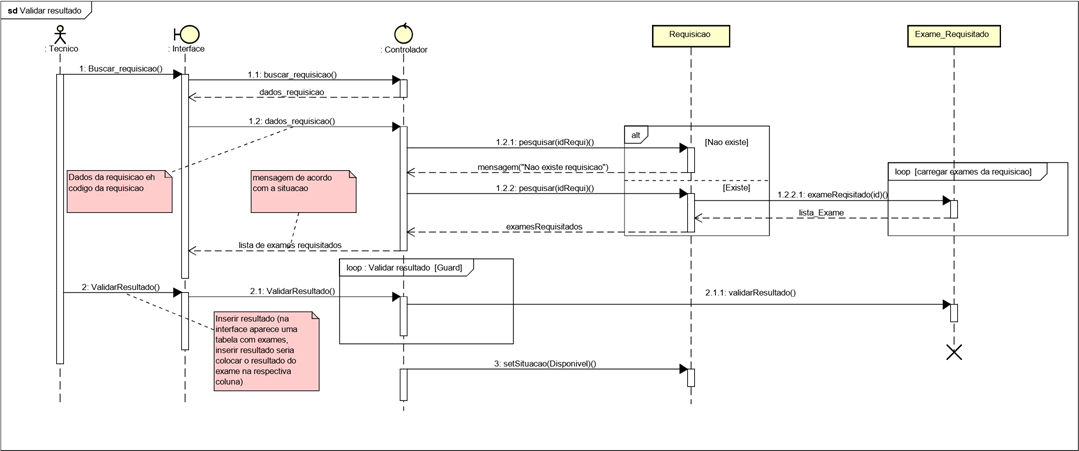 sd Validar resultado
: Tecnico
: Interface
: Controlador
Requisicao
Exame_Requisitado
1: Buscar_requisicao()
1.1: buscar_requisicao()
dados_requisicao
1.2: dados_requisicao()
alt
[Nao existe]
1.2.1: pesquisar(idRequi)()
mensagem("Nao existe requisicao")
Dados da requisicao eh
codigo da requisicao
mensagem de acordo
com a situacao
loop [carregar exames da requisicao]
[Existe]
1.2.2: pesquisar(idRequi)()
1.2.2.1: exameReqisitado(id)()
lista_Exame
examesRequisitados
lista de exames requisitados
loop : Validar resultado [Guard]
2: ValidarResultado()
2.1: ValidarResultado()
2.1.1: validarResultado()
Inserir resultado (na
interface aparece uma
tabela com exames,
inserir resultado seria
colocar o resultado do
exame na respectiva
coluna)
3: setSituacao(Disponivel)()